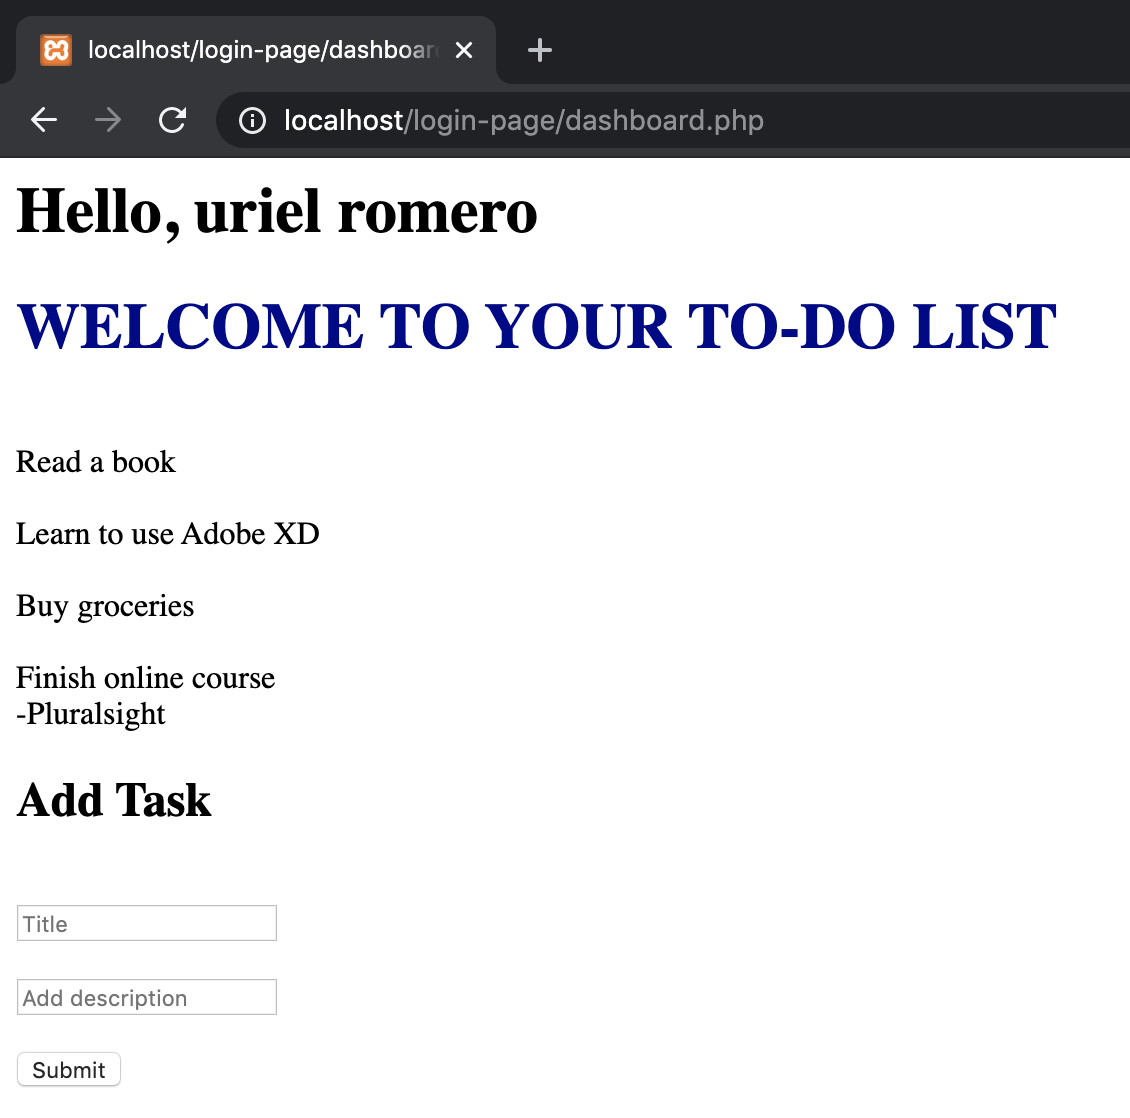 localhost/login-page/dashboar
localhost/login-page/dashboard.php
Hello, uriel romero
WELCOME TO YOUR TO-DO LIST
Read a book
Learn to use Adobe XD
Buy groceries
Finish online course
-Pluralsight
Add Task
Title
Add description
Submit